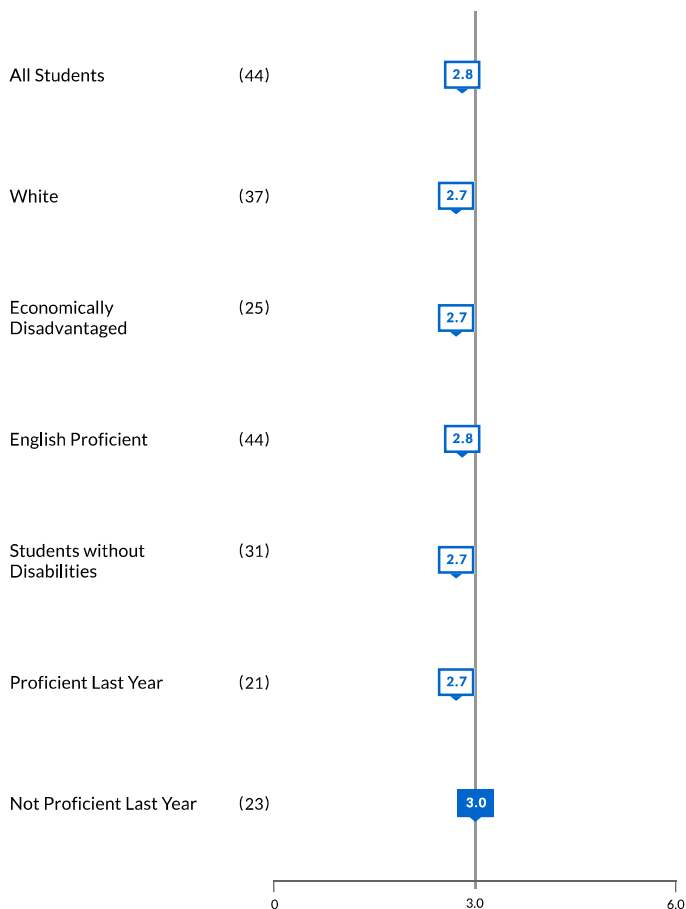 All Students (44) 2.8
White (37) 2.7
Economically (25)
Disadvantaged 2.7
English Proficient (44) 2.8
Students without (31)
Disabilities 2.7
Proficient Last Year (21) 2.7
Not Proficient Last Year (23) 3.0
0 3.0 6.0